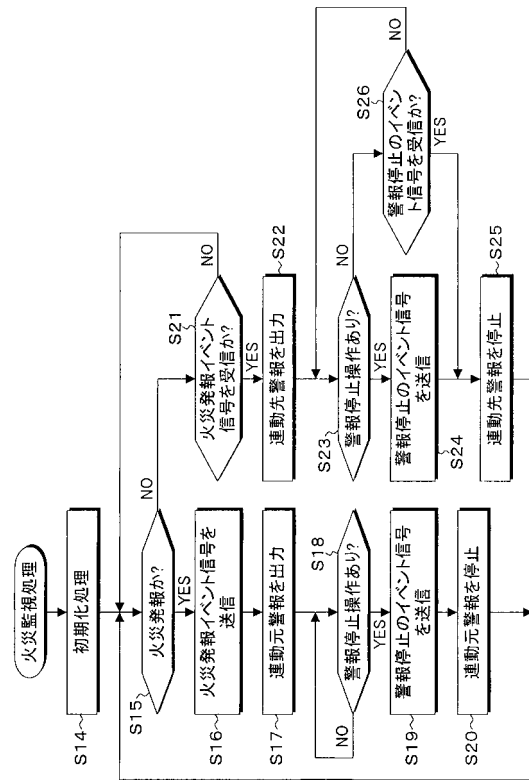 火災監視処理
S14
初期化処理
S15
火災発報か?
NO
YES
S16
火災発報イベント信号を
送信
S17
連動元警報を出力
S18
警報停止操作あり?
NO
YES
S19
警報停止のイベント信号
を送信
S20
連動元警報を停止
S21
火災発報イベント
信号を受信か?
NO
YES
S22
連動先警報を出力
S23
警報停止操作あり?
NO
YES
S24
警報停止のイベント信号
を送信
S26
警報停止のイベン
ト信号を受信か?
NO
YES
S25
連動先警報を停止